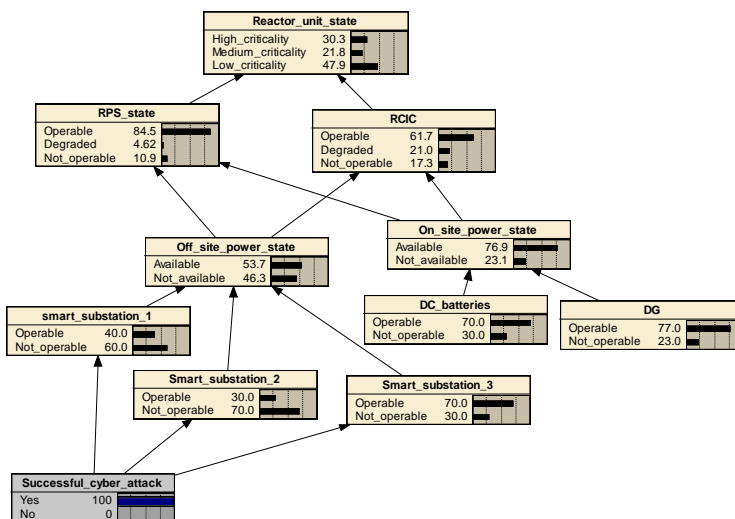 Reactor_unit_state
High_criticality 30.3
Medium_criticality 21.8
Low_criticality 47.9
RPS_state
Operable 84.5
Degraded 4.62
Not_operable 10.9
RCIC
Operable 61.7
Degraded 21.0
Not_operable 17.3
Off_site_power_state
Available 53.7
Not_available 46.3
On_site_power_state
Available 76.9
Not_available 23.1
smart_substation_1
Operable 40.0
Not_operable 60.0
DC_batteries
Operable 70.0
Not_operable 30.0
DG
Operable 77.0
Not_operable 23.0
Smart_substation_2
Operable 30.0
Not_operable 70.0
Smart_substation_3
Operable 70.0
Not_operable 30.0
Successful_cyber_attack
Yes 100
No 0